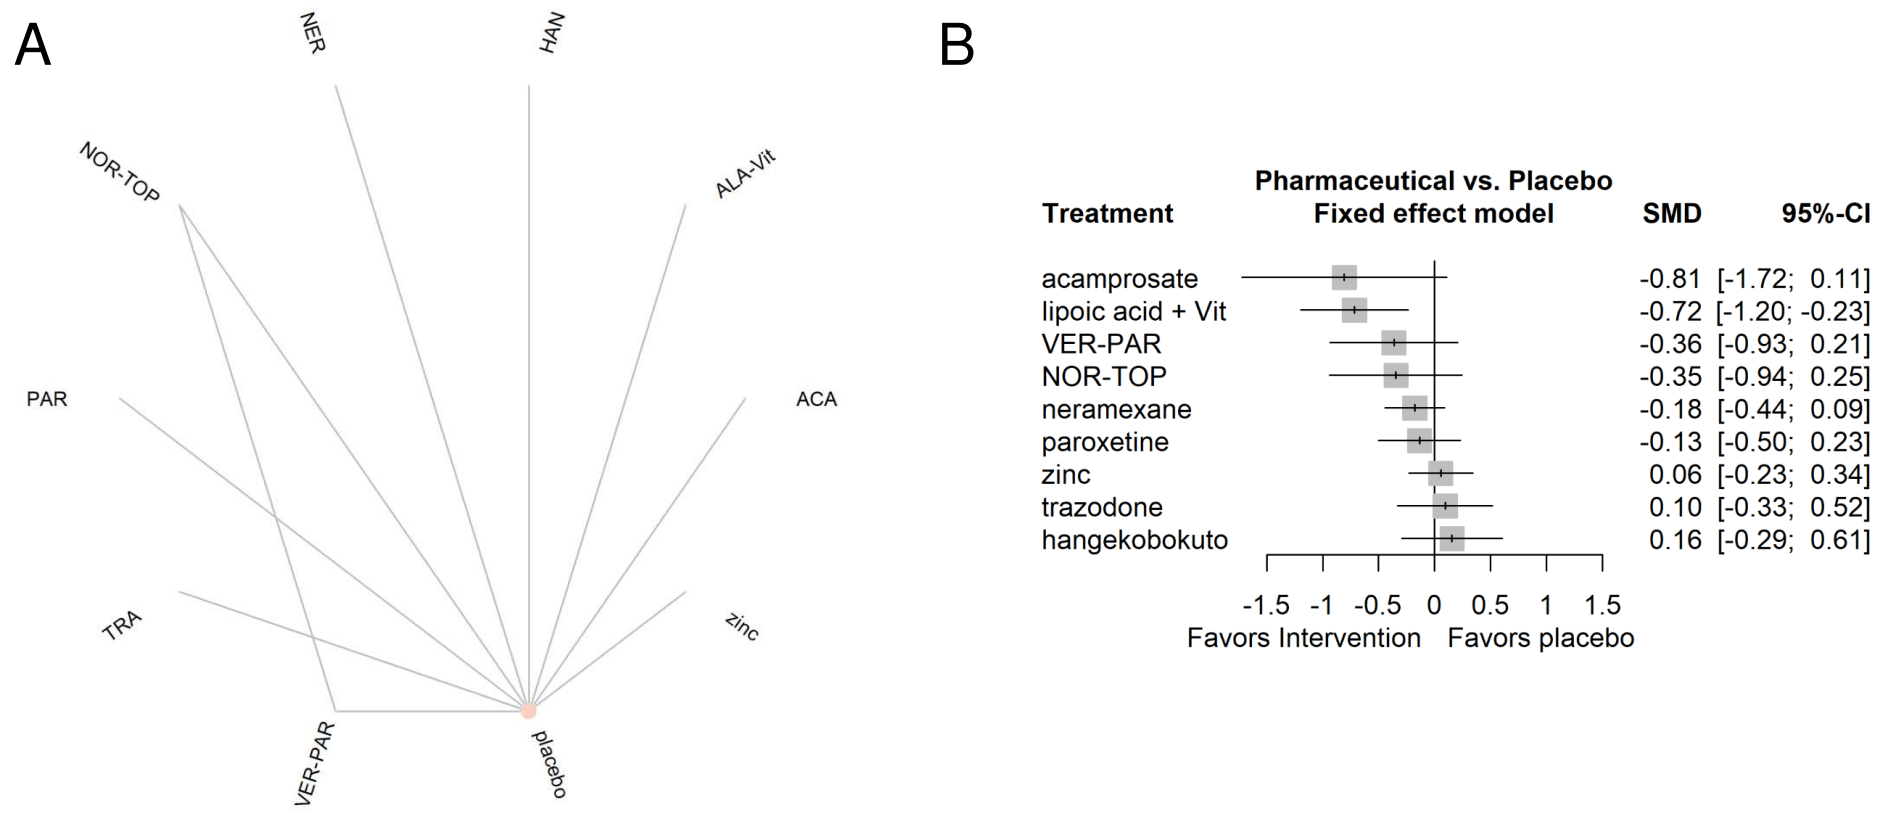 A
NER
HAN
NOR-TOP
ALA-Vit
PAR
ACA
TRA
zinc
VER-PAR
placebo
B
Pharmaceutical vs. Placebo
Treatment Fixed effect model SMD 95%-CI
acamprosate -0.81 [-1.72; 0.11]
lipoic acid + Vit -0.72 [-1.20; -0.23]
VER-PAR -0.36 [-0.93; 0.21]
NOR-TOP -0.35 [-0.94; 0.25]
neramexane -0.18 [-0.44; 0.09]
paroxetine -0.13 [-0.50; 0.23]
zinc 0.06 [-0.23; 0.34]
trazodone 0.10 [-0.33; 0.52]
hangekobokuto 0.16 [-0.29; 0.61]
-1.5 -1 -0.5 0 0.5 1 1.5
Favors Intervention Favors placebo